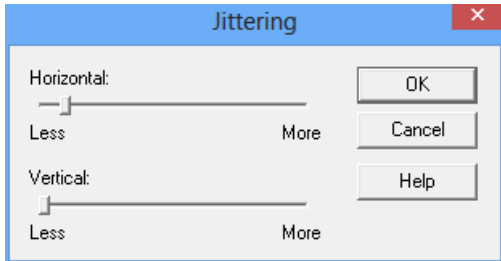 Jittering
Horizontal:
Less More
Vertical:
Less More
OK
Cancel
Help